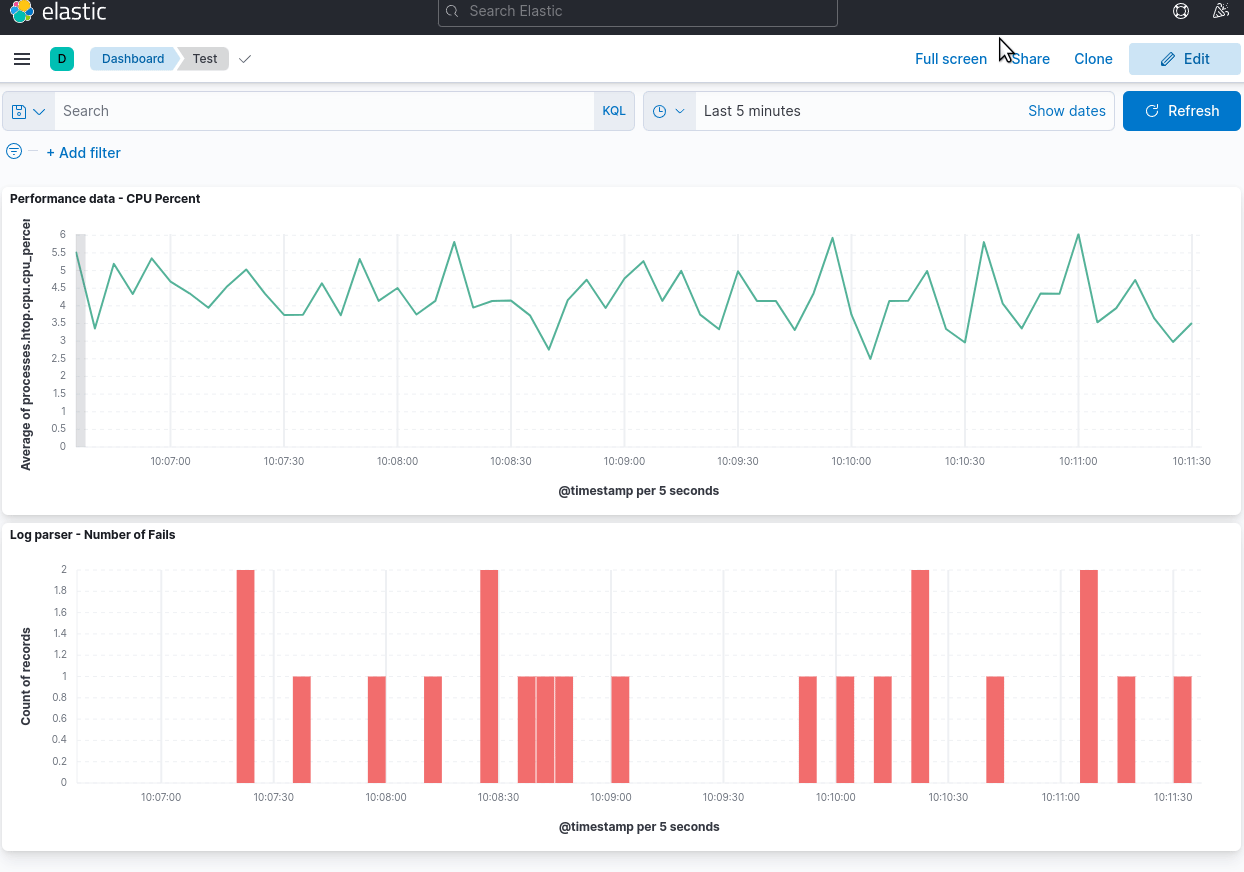 elastic
Search Elastic
D
Dashboard
Test
Full screen
Share
Clone
Edit
Search
KQL
Last 5 minutes
Show dates
Refresh
+ Add filter
Performance data - CPU Percent
Average of processes.htop.cpu.cpu_percei
6
5.5
5
4.5
4
3.5
3
2.5
2
1.5
1
0.5
0
10:07:00
10:07:30
10:08:00
10:08:30
10:09:00
10:09:30
10:10:00
10:10:30
10:11:00
10:11:30
@timestamp per 5 seconds
Log parser - Number of Fails
Count of records
2
1.8
1.6
1.4
1.2
1
0.8
0.6
0.4
0.2
0
10:07:00
10:07:30
10:08:00
10:08:30
10:09:00
10:09:30
10:10:00
10:10:30
10:11:00
10:11:30
@timestamp per 5 seconds